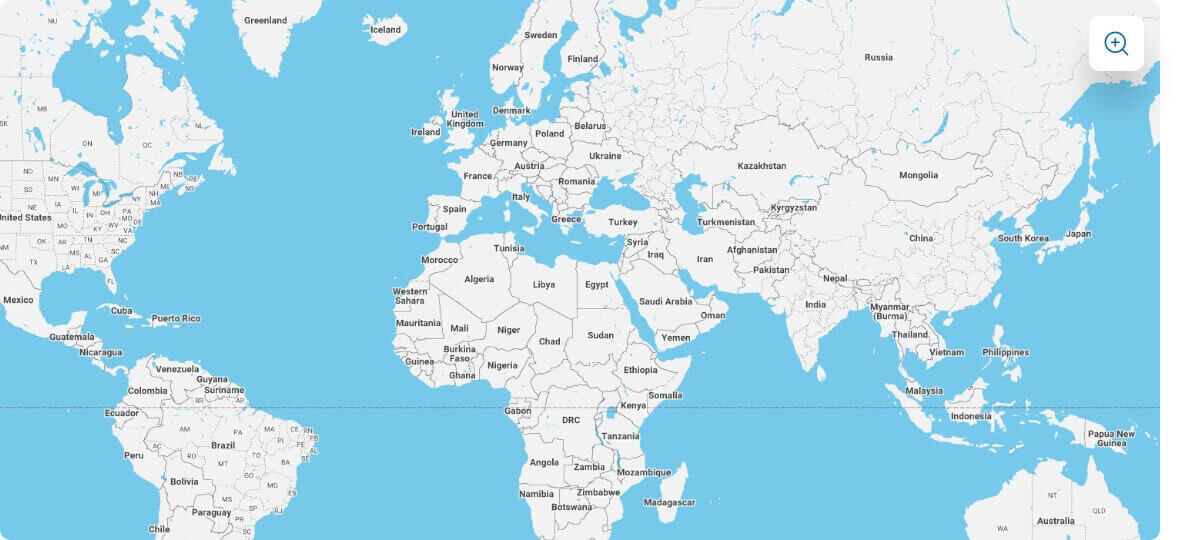 NU
Greenland
Iceland
Sweden
Finland
Norway
Russia
MB
SK
ON
QC
NL
United
Kingdom
Ireland
Denmark
Belarus
Poland
Germany
Ukraine
Austria
France
Romania
Kazakhstan
Mongolia
ND
MN
SD
WI
MI
NB
PE
NS
ME
NH
MA
NY
NE
IA
IL
IN
OH
PA
MD
DE
United States
MO
KY
WV
VA
OK
AR
TN
NC
SC
NM
TX
LA
MS
AL
GA
FL
Italy
Spain
Portugal
Greece
Turkey
Turkmenistan
Kyrgyzstan
China
South Korea
Japan
Tunisia
Syria
Iraq
Iran
Afghanistan
Pakistan
Nepal
Morocco
Algeria
Libya
Egypt
Western
Sahara
Saudi Arabia
Oman
India
Myanmar
(Burma)
Mexico
Cuba
Puerto Rico
Mauritania
Mali
Niger
Chad
Sudan
Yemen
Thailand
Vietnam
Philippines
Guatemala
Nicaragua
Burkina
Faso
Guinea
Ghana
Nigeria
Ethiopia
Somalia
Venezuela
Guyana
Suriname
Colombia
RR
AP
Ecuador
Gabon
DRC
Kenya
Malaysia
Indonesia
Tanzania
Papua New
Guinea
AM
PA
MA
CE
RN
PB
PI
PE
AL
SE
Brazil
AC
RO
TO
BA
MT
GO
MG
ES
MS
SP
RJ
PR
SC
Peru
Bolivia
Paraguay
Chile
Angola
Zambia
Mozambique
Namibia
Zimbabwe
Botswana
Madagascar
NT
QLD
WA
Australia